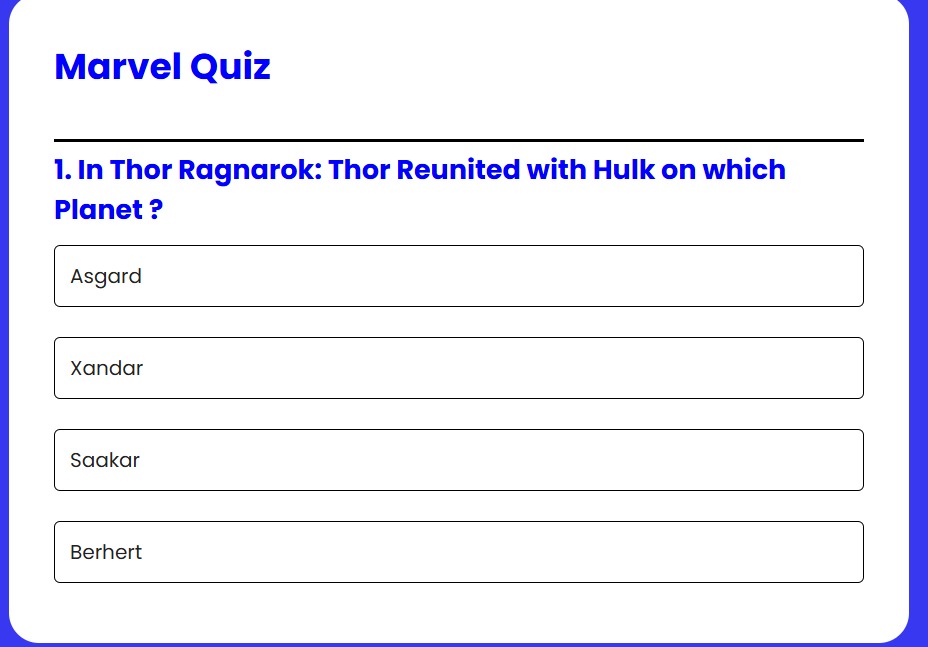 Marvel Quiz
1. In Thor Ragnarok: Thor Reunited with Hulk on which
Planet ?
Asgard
Xandar
Saakar
Berhert